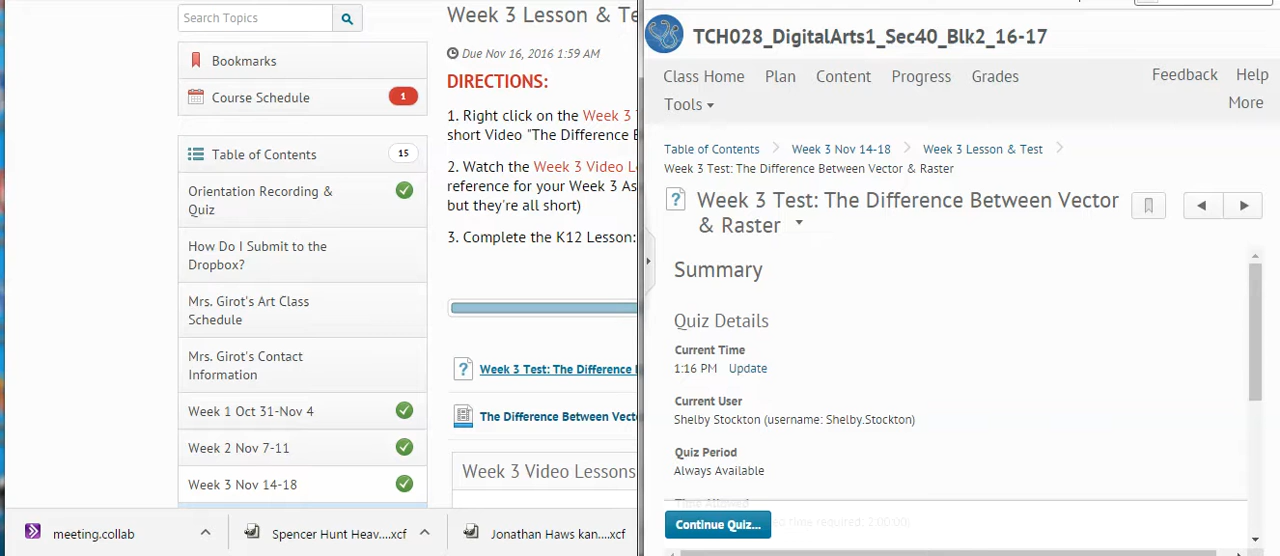 Search Topics
Bookmarks
Course Schedule
1
Table of Contents
15
Orientation Recording &
Quiz
How Do I Submit to the
Dropbox?
Mrs. Girot's Art Class
Schedule
Mrs. Girot's Contact
Information
Week 1 Oct 31-Nov 4
Week 2 Nov 7-11
Week 3 Nov 14-18
Week 3 Lesson & Te
Due Nov 16, 2016 1:59 AM
DIRECTIONS:
1. Right click on the Week 3
short Video "The Difference B
2. Watch the Week 3 Video L
reference for your Week 3 As
but they're all short)
3. Complete the K12 Lesson:
Week 3 Test: The Difference
The Difference Between Vect
Week 3 Video Lessons
TCH028_DigitalArts1_Sec40_Blk2_16-17
Class Home Plan Content Progress Grades
Feedback Help
Tools
More
Table of Contents Week 3 Nov 14-18 Week 3 Lesson & Test
Week 3 Test: The Difference Between Vector & Raster
Week 3 Test: The Difference Between Vector
& Raster
Summary
Quiz Details
Current Time
1:16 PM Update
Current User
Shelby Stockton (username: Shelby.Stockton)
Quiz Period
Always Available
Time Allowed
Continue Quiz...
time required: 2:00:00)
meeting.collab
Spencer Hunt Heav....xcf
Jonathan Haws kan....xcf